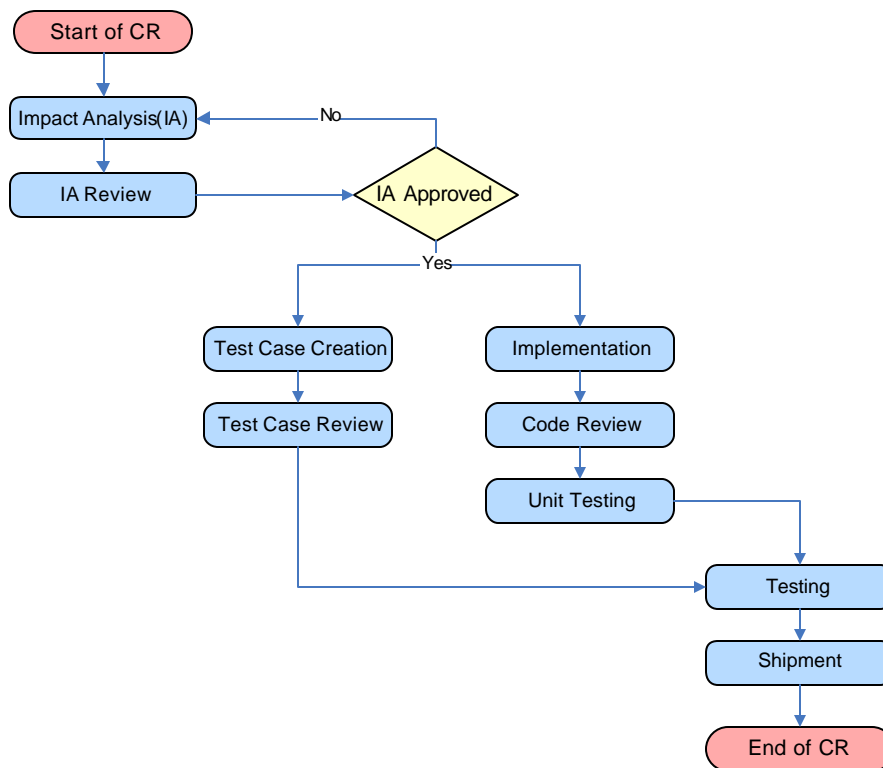 Start of CR
Impact Analysis(IA)
No
IA Review
IA Approved
Yes
Test Case Creation
Implementation
Test Case Review
Code Review
Unit Testing
Testing
Shipment
End of CR